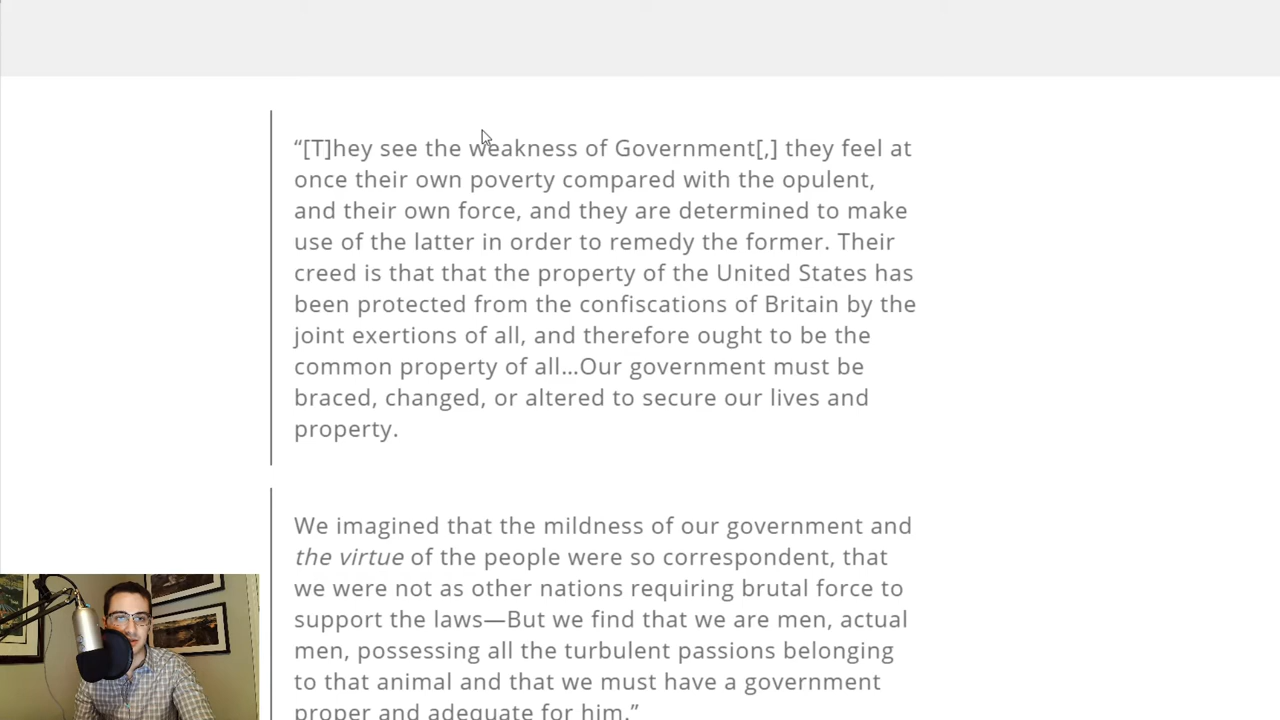 “[T]hey see the weakness of Government[,] they feel at
once their own poverty compared with the opulent,
and their own force, and they are determined to make
use of the latter in order to remedy the former. Their
creed is that that the property of the United States has
been protected from the confiscations of Britain by the
joint exertions of all, and therefore ought to be the
common property of all…Our government must be
braced, changed, or altered to secure our lives and
property.
We imagined that the mildness of our government and
the virtue of the people were so correspondent, that
we were not as other nations requiring brutal force to
support the laws—But we find that we are men, actual
men, possessing all the turbulent passions belonging
to that animal and that we must have a government
proper and adequate for him.”